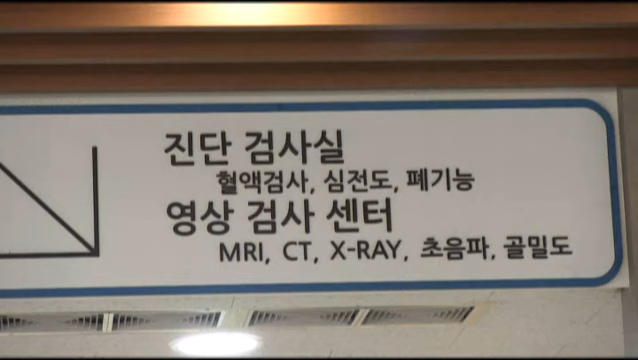 진단 검사실
혈액검사, 심전도, 폐기능
영상 검사 센터
MRI, CT, X-RAY, 초음파, 골밀도